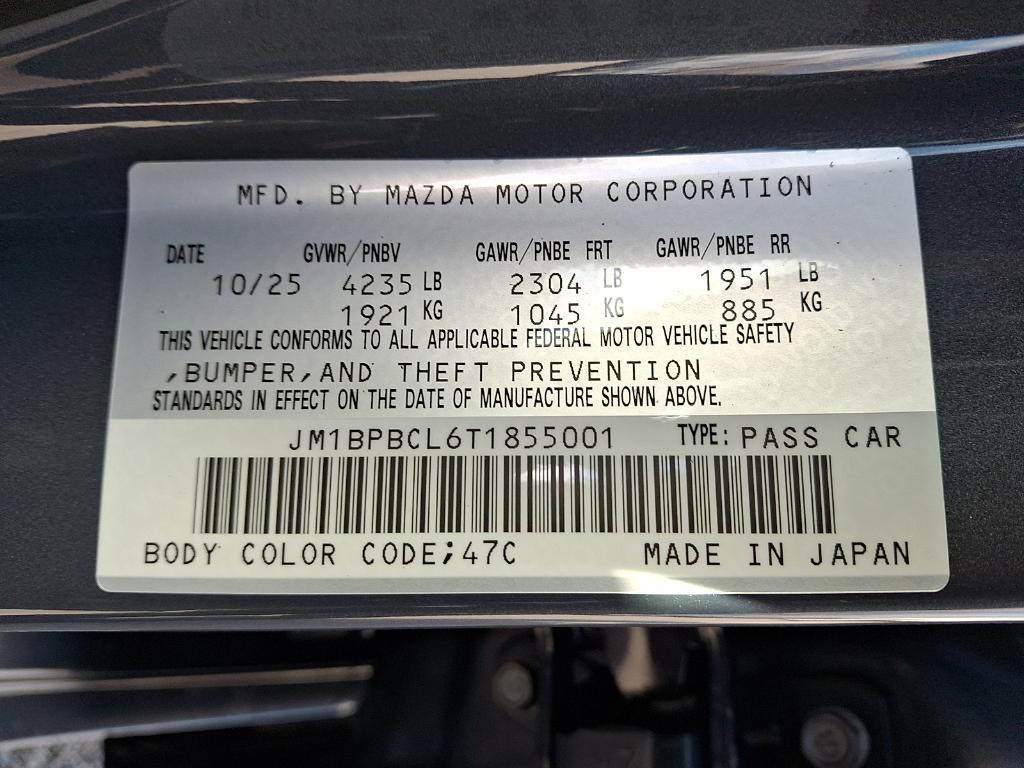 MFD. BY MAZDA MOTOR CORPORATION
DATE GVWR/PNBV GAWR/PNBE FRT GAWR/PNBE RR
10/25 4235 LB 2304 LB 1951 LB
1921 KG 1045 KG 885 KG
THIS VEHICLE CONFORMS TO ALL APPLICABLE FEDERAL MOTOR VEHICLE SAFETY
,BUMPER,AND THEFT PREVENTION
STANDARDS IN EFFECT ON THE DATE OF MANUFACTURE SHOWN ABOVE.
JM1BPBCL6T1855001 TYPE: PASS CAR
BODY COLOR CODE;47C MADE IN JAPAN